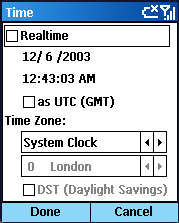 Time
Realtime
12/ 6 /2003
12:43:03 AM
as UTC (GMT)
Time Zone:
System Clock
0 London
DST (Daylight Savings)
Done Cancel